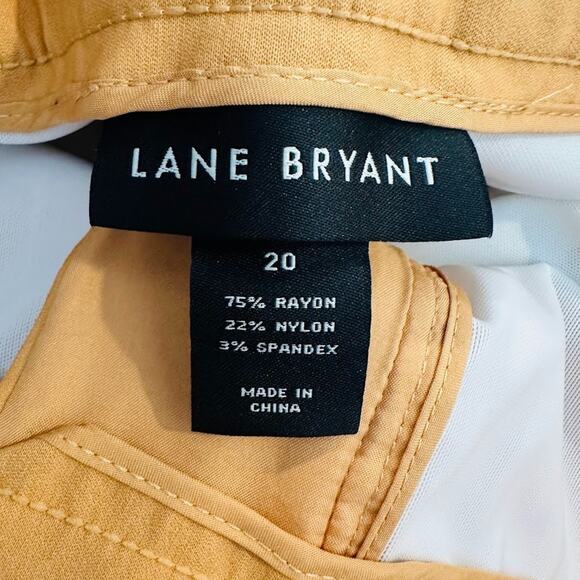 LANE BRYANT
20
75% RAYON
22% NYLON
3% SPANDEX
MADE IN
CHINA